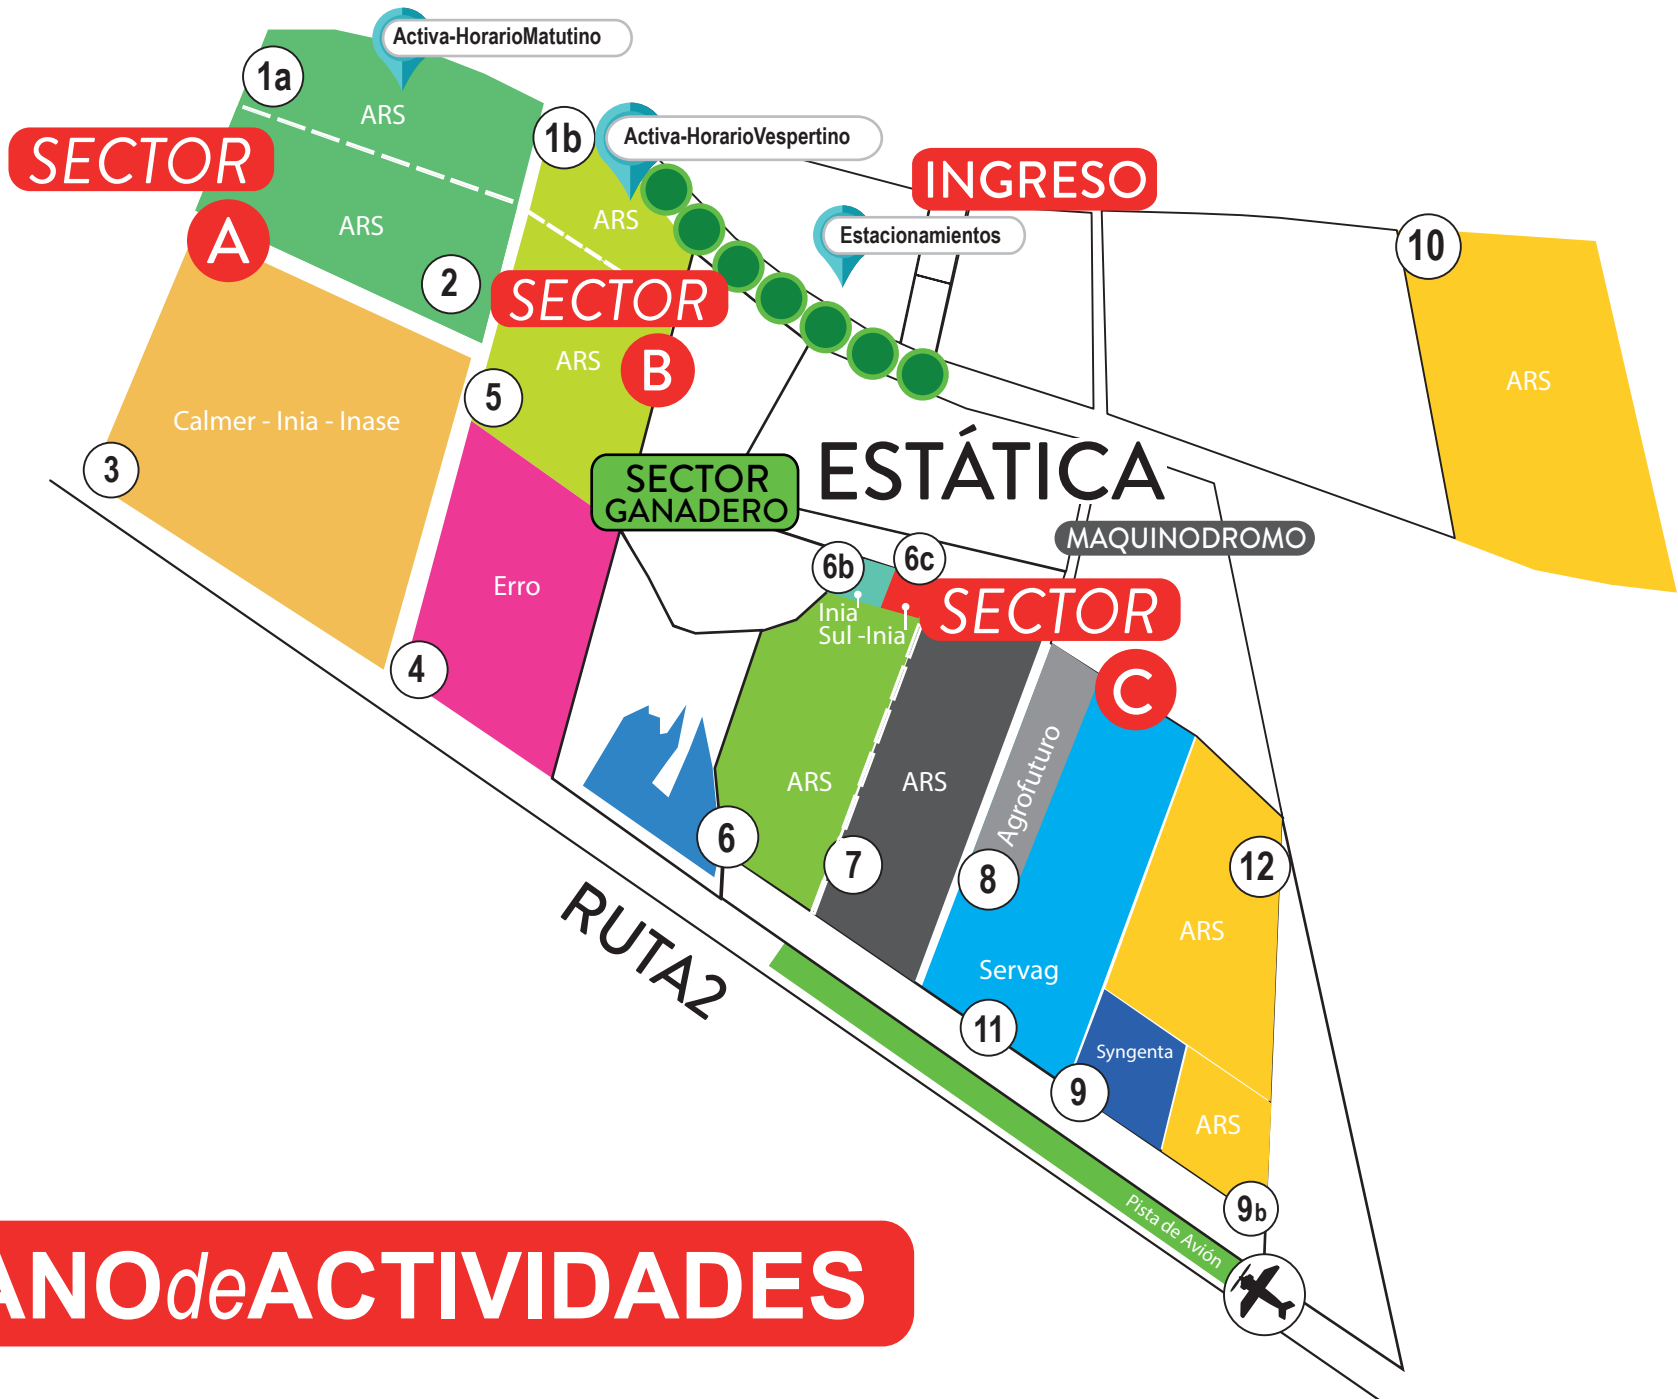 Activa-HorarioMatutino
1a
ARS
1b
Activa-HorarioVespertino
SECTOR
A
ARS
2
ARS
INGRESO
Estacionamientos
10
ARS
SECTOR
B
ARS
5
Calmer - Inia - Inase
3
SECTOR
GANADERO
ESTÁTICA
MAQUINODROMO
Erro
4
6b
6c
Inia
Sul -Inia
SECTOR
C
ARS
ARS
Agrofuturo
6
7
8
12
ARS
Servag
RUTA2
11
Syngenta
9
ARS
9b
Pista de Avión
ANOdeACTIVIDADES